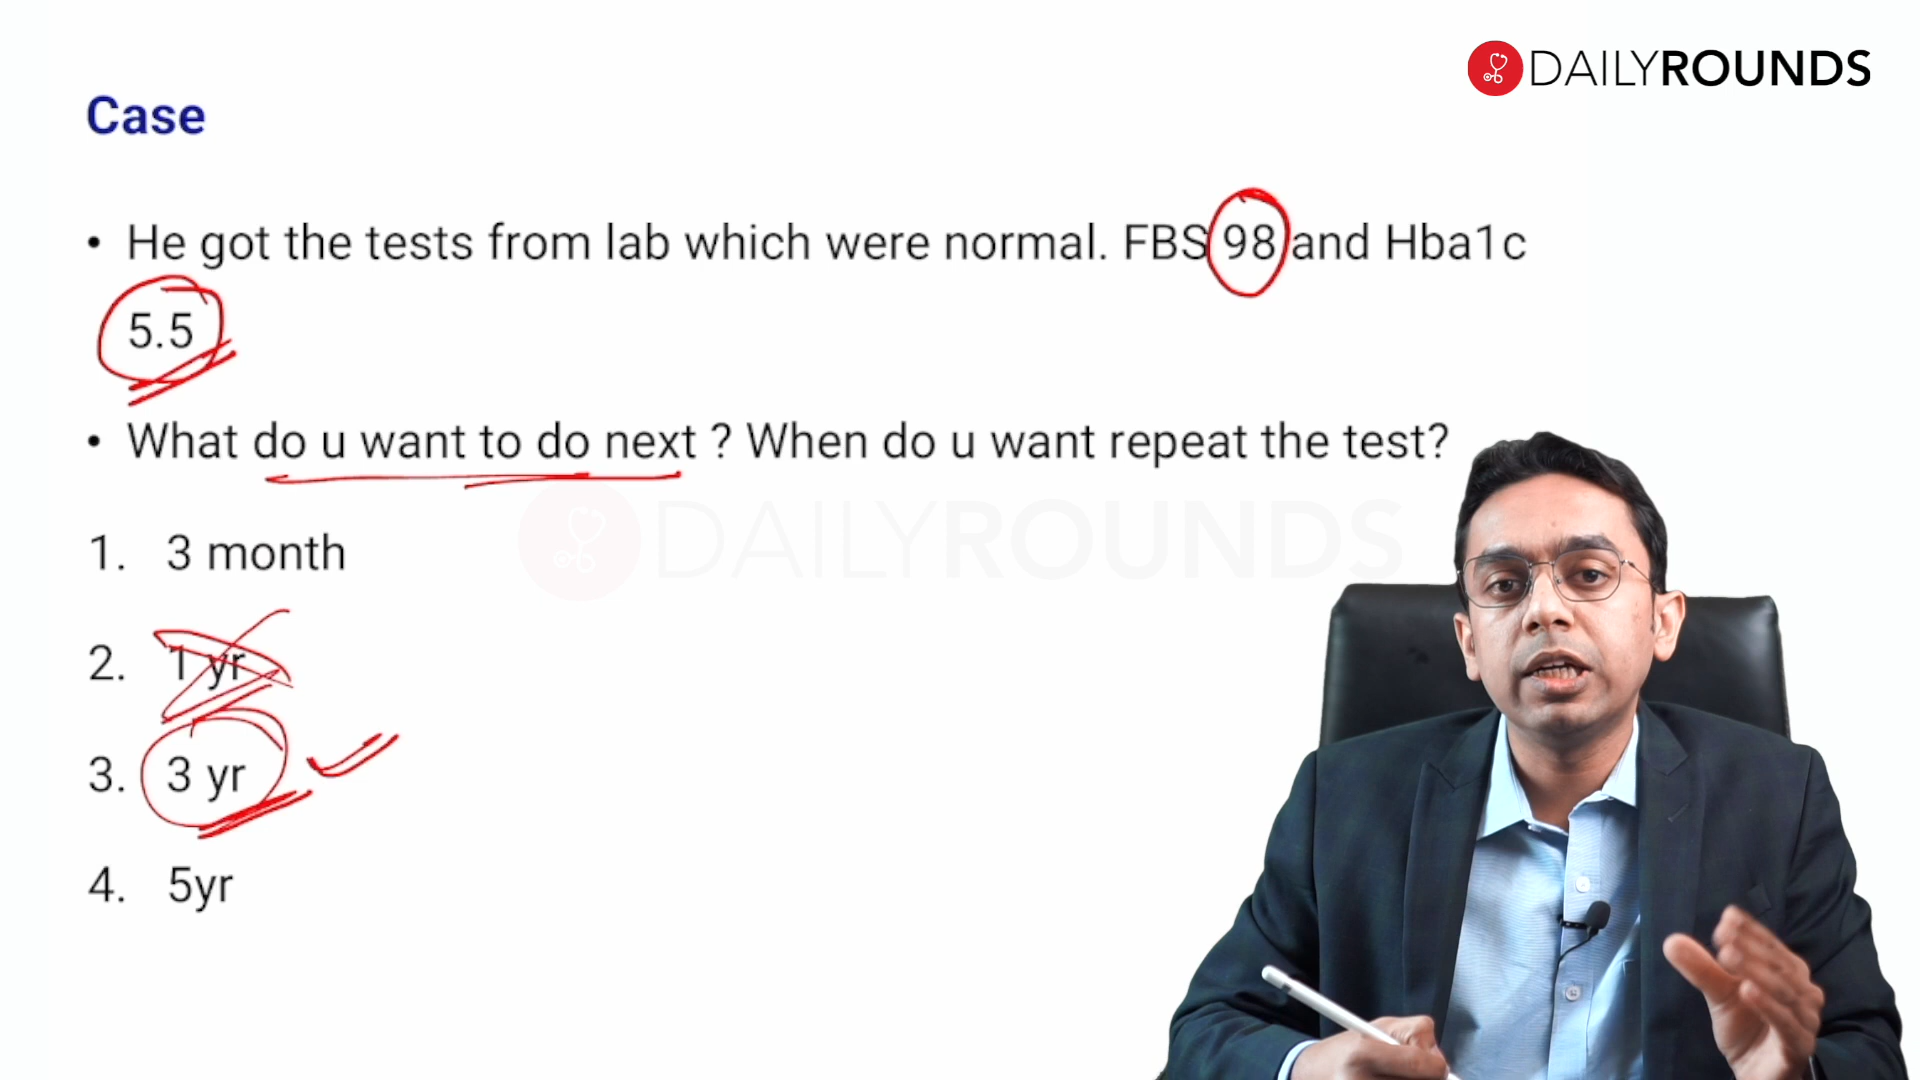 DAILYROUNDS
Case
• He got the tests from lab which were normal. FBS 98 and Hba1c
5.5
• What do u want to do next ? When do u want repeat the test?
DAILYROUNDS
1. 3 month
2. 1 yr
3. 3 yr
4. 5yr